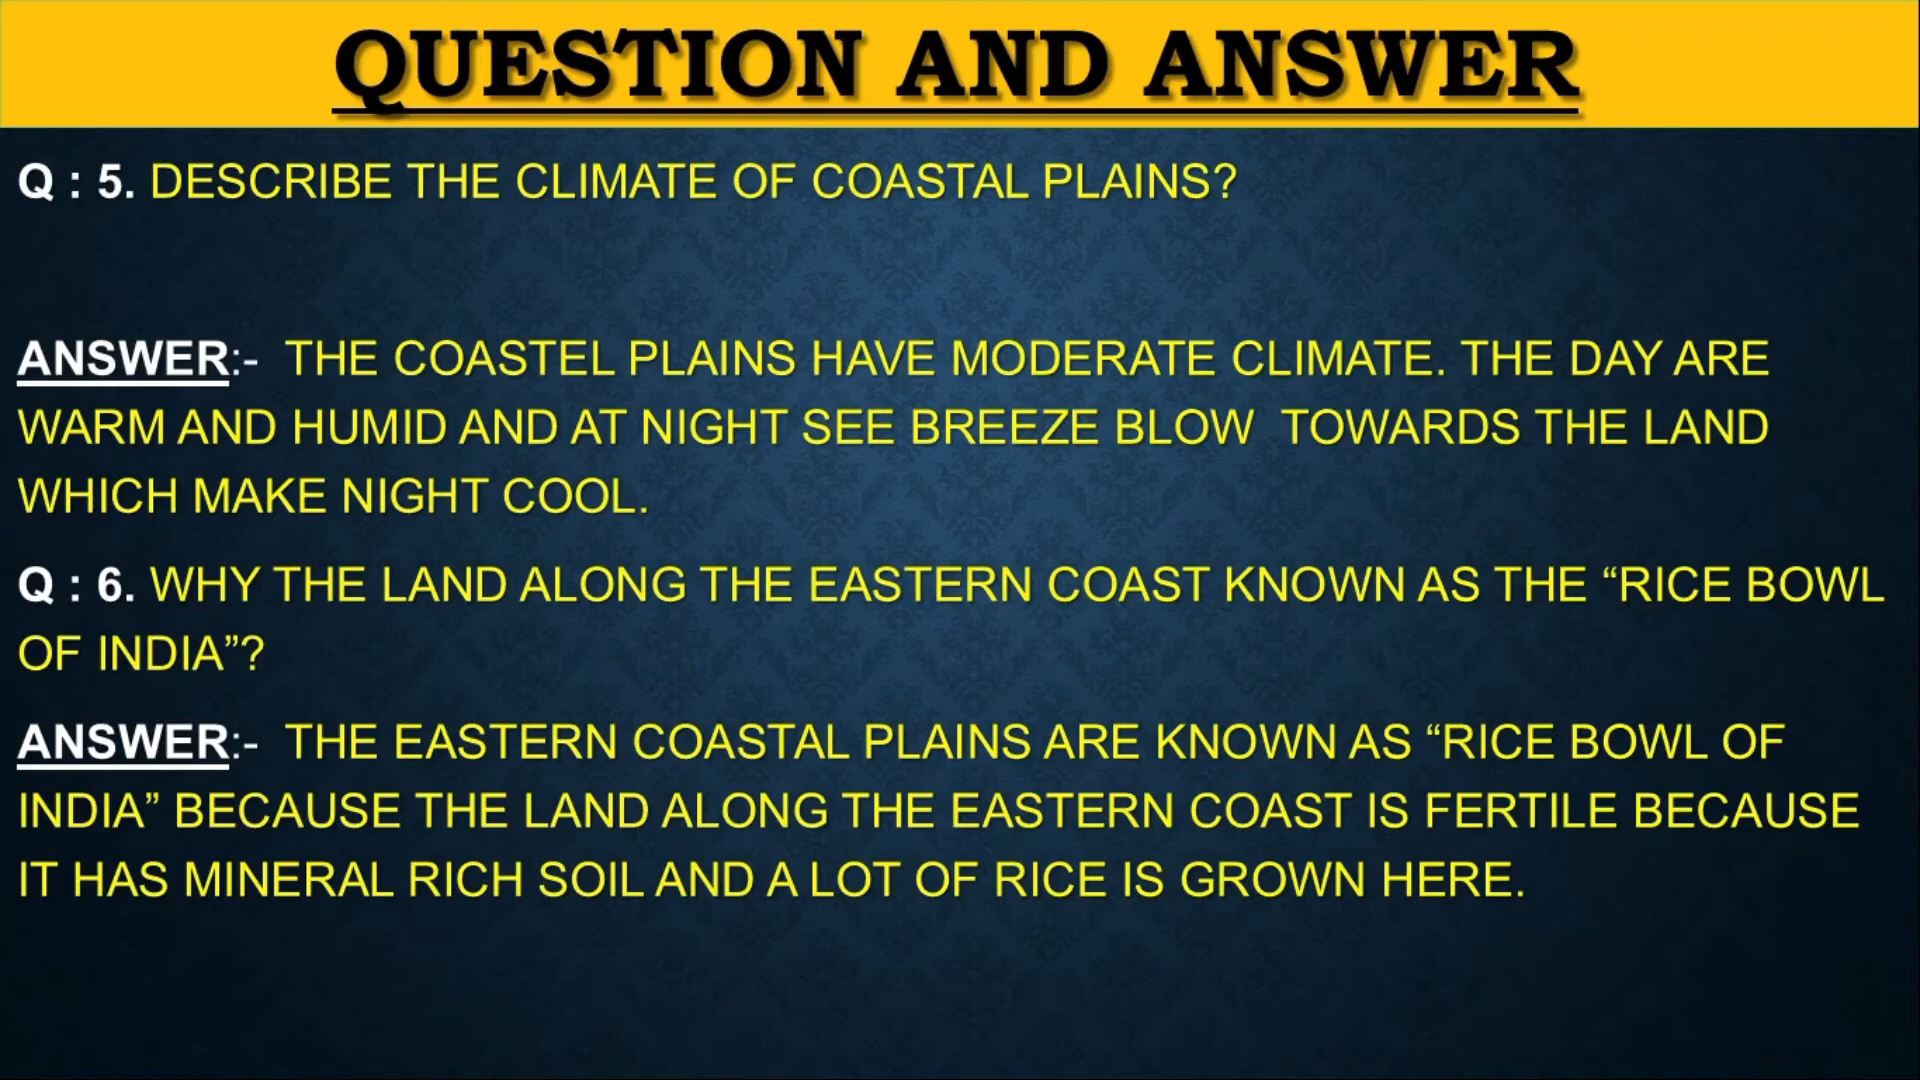 QUESTION AND ANSWER
Q : 5. DESCRIBE THE CLIMATE OF COASTAL PLAINS?
ANSWER:- THE COASTEL PLAINS HAVE MODERATE CLIMATE. THE DAY ARE
WARM AND HUMID AND AT NIGHT SEE BREEZE BLOW TOWARDS THE LAND
WHICH MAKE NIGHT COOL.
Q : 6. WHY THE LAND ALONG THE EASTERN COAST KNOWN AS THE “RICE BOWL
OF INDIA”?
ANSWER:- THE EASTERN COASTAL PLAINS ARE KNOWN AS “RICE BOWL OF
INDIA” BECAUSE THE LAND ALONG THE EASTERN COAST IS FERTILE BECAUSE
IT HAS MINERAL RICH SOIL AND A LOT OF RICE IS GROWN HERE.